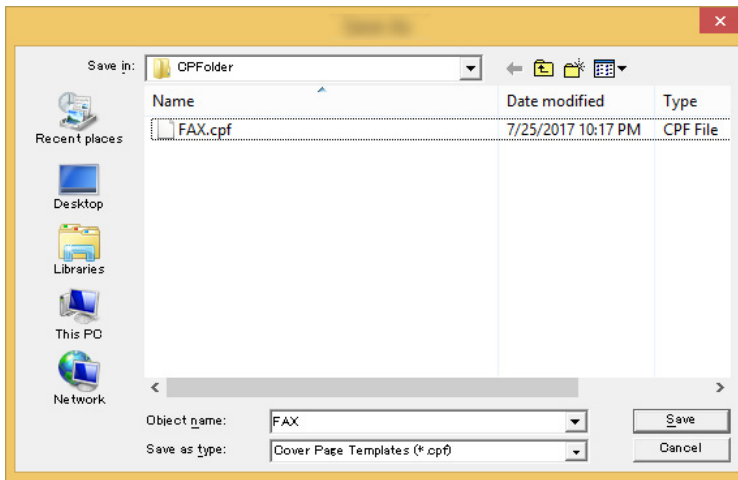 Save in: CPFolder
Name Date modified Type
FAX.cpf 7/25/2017 10:17 PM CPF File
Recent places
Desktop
Libraries
This PC
Network
Object name: FAX Save
Save as type: Cover Page Templates (*.cpf) Cancel